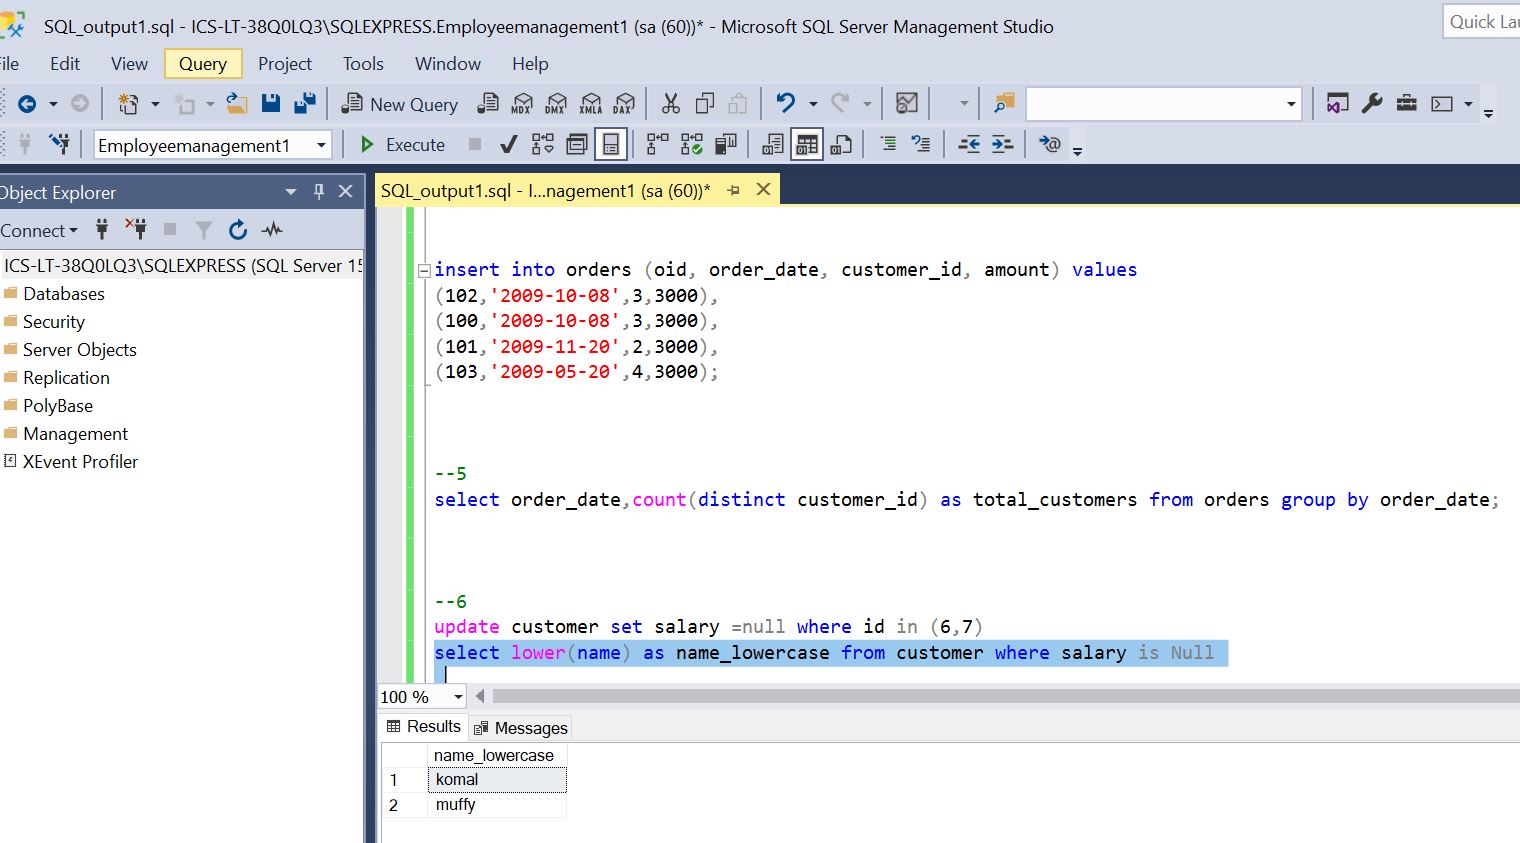 SQL_output1.sql - ICS-LT-38Q0LQ3\SQLEXPRESS.Employeemanagement1 (sa (60))* - Microsoft SQL Server Management Studio
Quick Lau
ile Edit View Query Project Tools Window Help
New Query MDX DMX XMLA DAX
Employeemanagement1 Execute
Object Explorer
SQL_output1.sql - I...nagement1 (sa (60))*
Connect
ICS-LT-38Q0LQ3\SQLEXPRESS (SQL Server 15
Databases
Security
Server Objects
Replication
PolyBase
Management
XEvent Profiler
insert into orders (oid, order_date, customer_id, amount) values
(102,'2009-10-08',3,3000),
(100,'2009-10-08',3,3000),
(101,'2009-11-20',2,3000),
(103,'2009-05-20',4,3000);
--5
select order_date,count(distinct customer_id) as total_customers from orders group by order_date;
--6
update customer set salary =null where id in (6,7)
select lower(name) as name_lowercase from customer where salary is Null
100 %
Results Messages
name_lowercase
1 komal
2 muffy